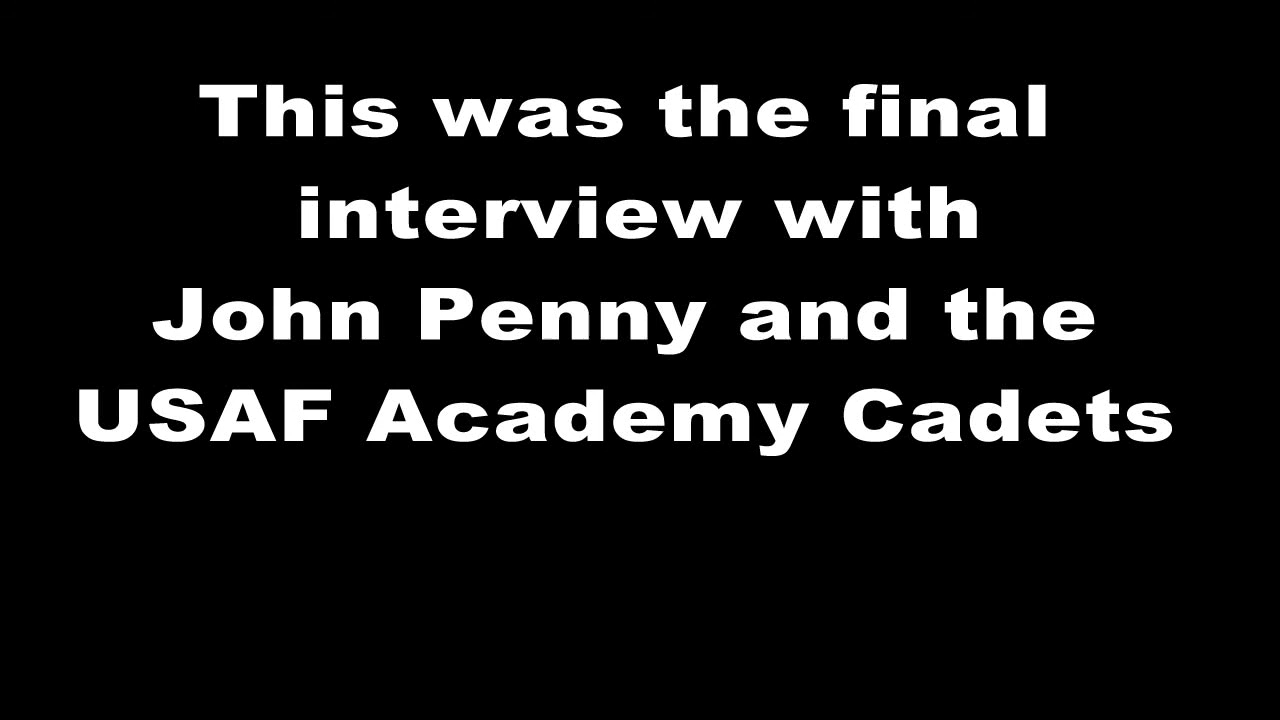 This was the final
interview with
John Penny and the
USAF Academy Cadets